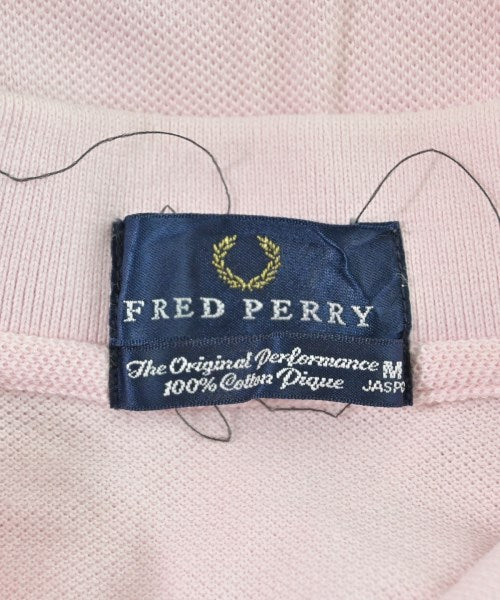 FRED PERRY
The Original Performance M
100% Cotton Pique JASPO